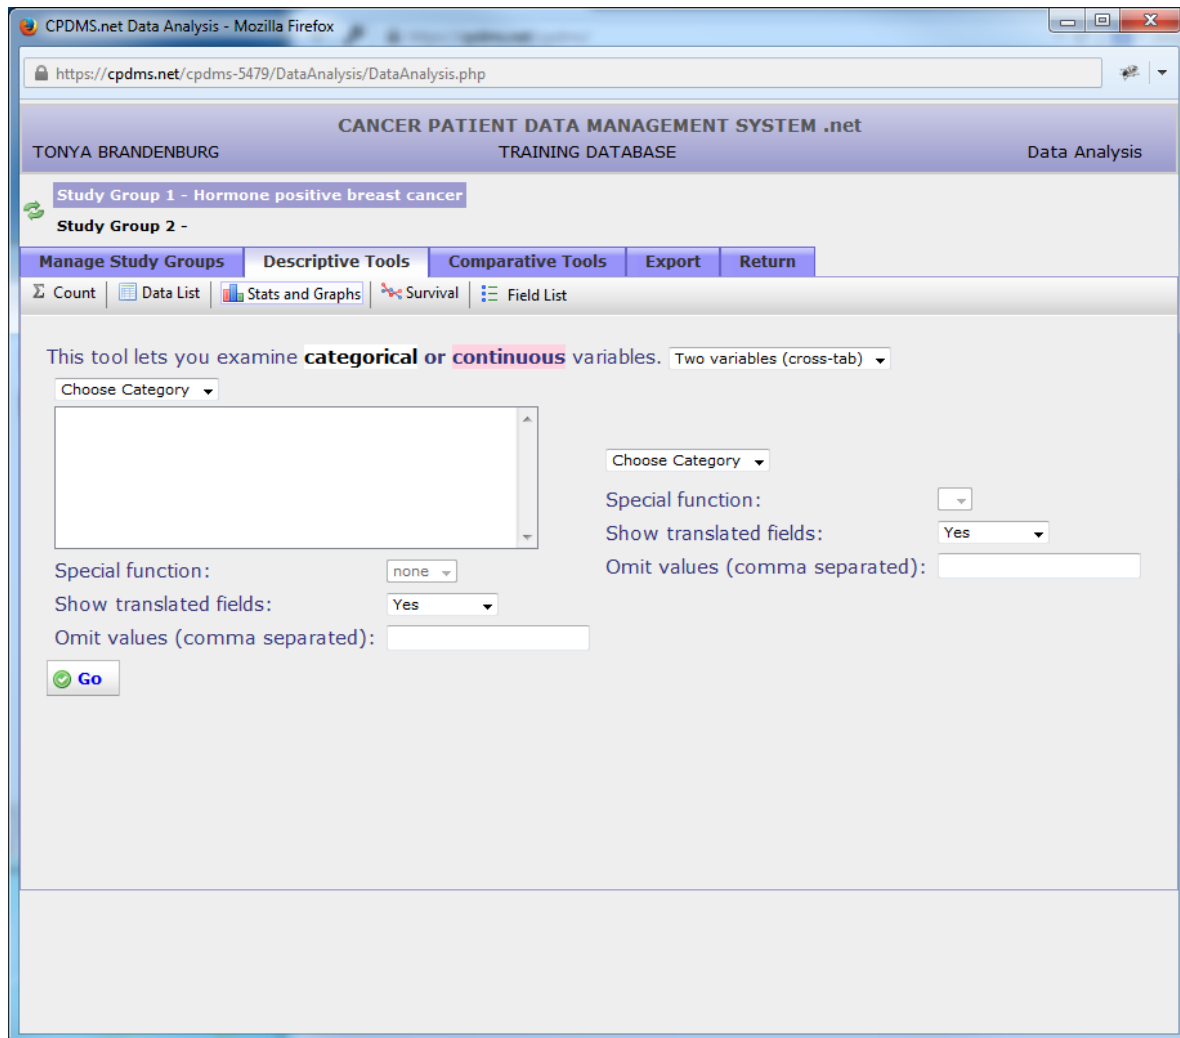 CPDMS.net Data Analysis - Mozilla Firefox
https://cpdms.net/cpdms-5479/DataAnalysis/DataAnalysis.php
CANCER PATIENT DATA MANAGEMENT SYSTEM .net
TONYA BRANDENBURG TRAINING DATABASE Data Analysis
Study Group 1 - Hormone positive breast cancer
Study Group 2 -
Manage Study Groups Descriptive Tools Comparative Tools Export Return
Σ Count Data List Stats and Graphs Survival Field List
This tool lets you examine categorical or continuous variables. Two variables (cross-tab)
Choose Category
Choose Category
Special function:
Show translated fields: Yes
Omit values (comma separated):
Special function: none
Show translated fields: Yes
Omit values (comma separated):
Go